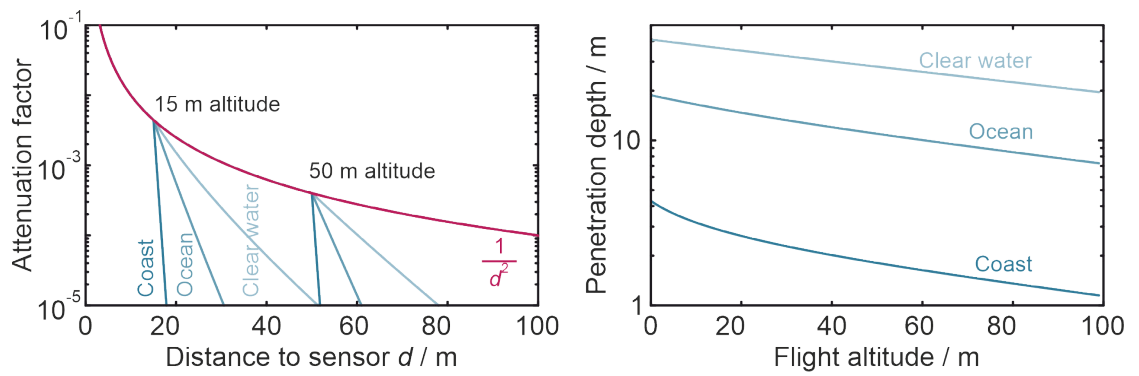 10⁻¹
10⁻³
10⁻⁵
Attenuation factor
15 m altitude
50 m altitude
Coast
Ocean
Clear water
1
d²
0
20
40
60
80
100
Distance to sensor d / m
Penetration depth / m
10
1
Clear water
Ocean
Coast
0
20
40
60
80
100
Flight altitude / m